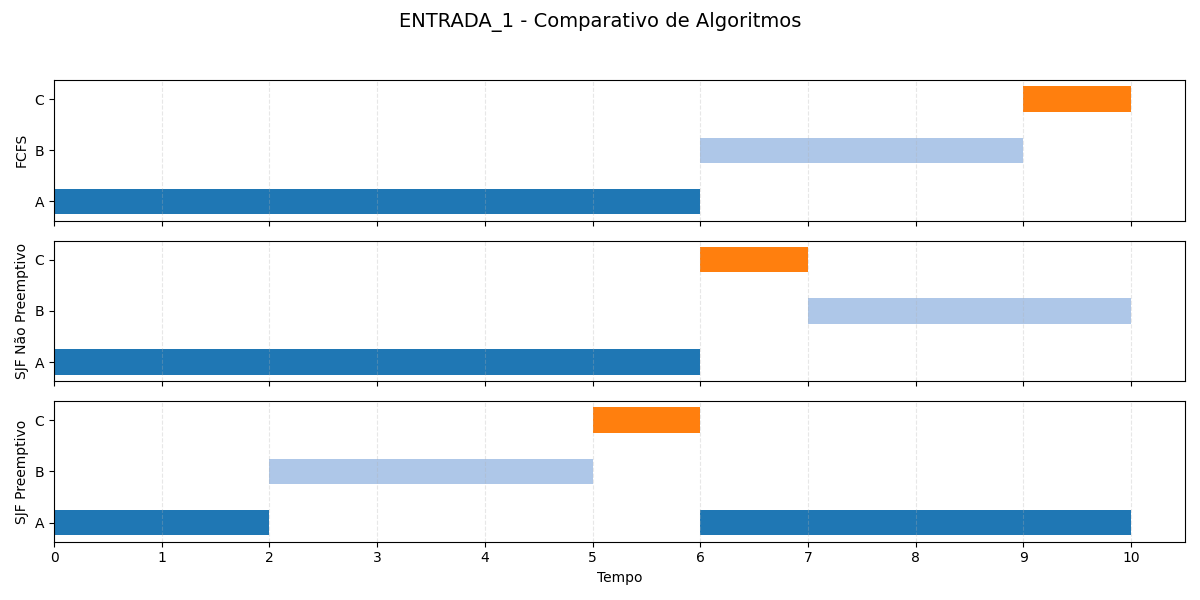 ENTRADA_1 - Comparativo de Algoritmos
FCFS
C
B
A
SJF Não Preemptivo
C
B
A
SJF Preemptivo
C
B
A
0 1 2 3 4 5 6 7 8 9 10
Tempo